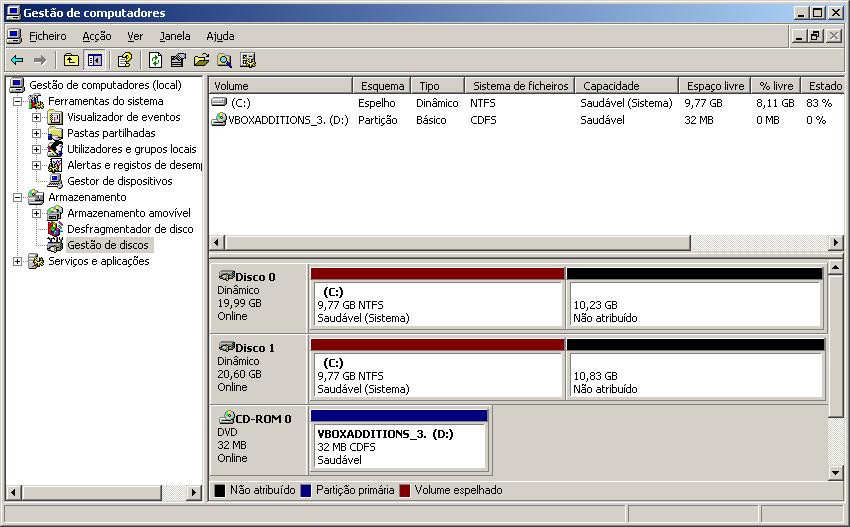 Gestão de computadores
Ficheiro Acção Ver Janela Ajuda
Gestão de computadores (local)
Ferramentas do sistema
Visualizador de eventos
Pastas partilhadas
Utilizadores e grupos locais
Alertas e registos de desem
Gestor de dispositivos
Armazenamento
Armazenamento amovível
Desfragmentador de disco
Gestão de discos
Serviços e aplicações
Volume Esquema Tipo Sistema de ficheiros Capacidade Espaço livre % livre Estado
(C:) Espelho Dinâmico NTFS Saudável (Sistema) 9,77 GB 8,11 GB 83 %
VBOXADDITIONS_3. (D:) Partição Básico CDFS Saudável 32 MB 0 MB 0 %
Disco 0
Dinâmico
19,99 GB
Online
(C:)
9,77 GB NTFS
Saudável (Sistema)
10,23 GB
Não atribuído
Disco 1
Dinâmico
20,60 GB
Online
(C:)
9,77 GB NTFS
Saudável (Sistema)
10,83 GB
Não atribuído
CD-ROM 0
DVD
32 MB
Online
VBOXADDITIONS_3. (D:)
32 MB CDFS
Saudável
Não atribuído Partição primária Volume espelhado